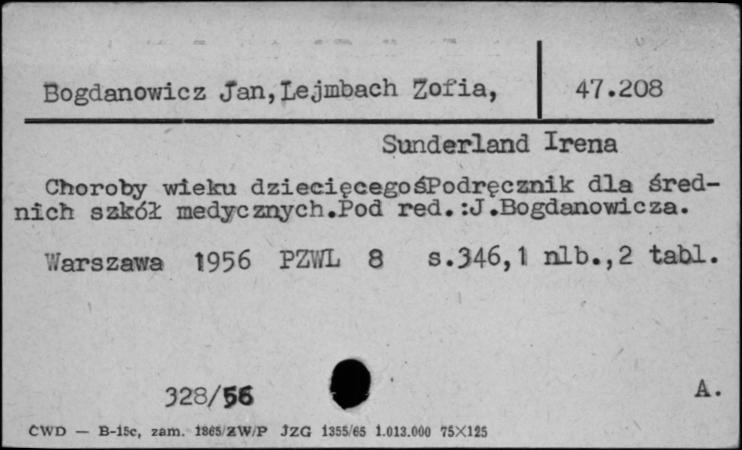 Bogdanowicz Jan,Lejmbach Zofia, 47.208
Sunderland Irena
Choroby wieku dziecięcegośPodręcznik dla śred-
nich szkół medycznych.Pod red.:J.Bogdanowicza.
Warszawa 1956 PZWL 8 s.346,1 nlb.,2 tabl.
328/56 A.
CWD — B-15c, zam. 1865/ZW/P JZG 1355/65 1.013.000 75X125